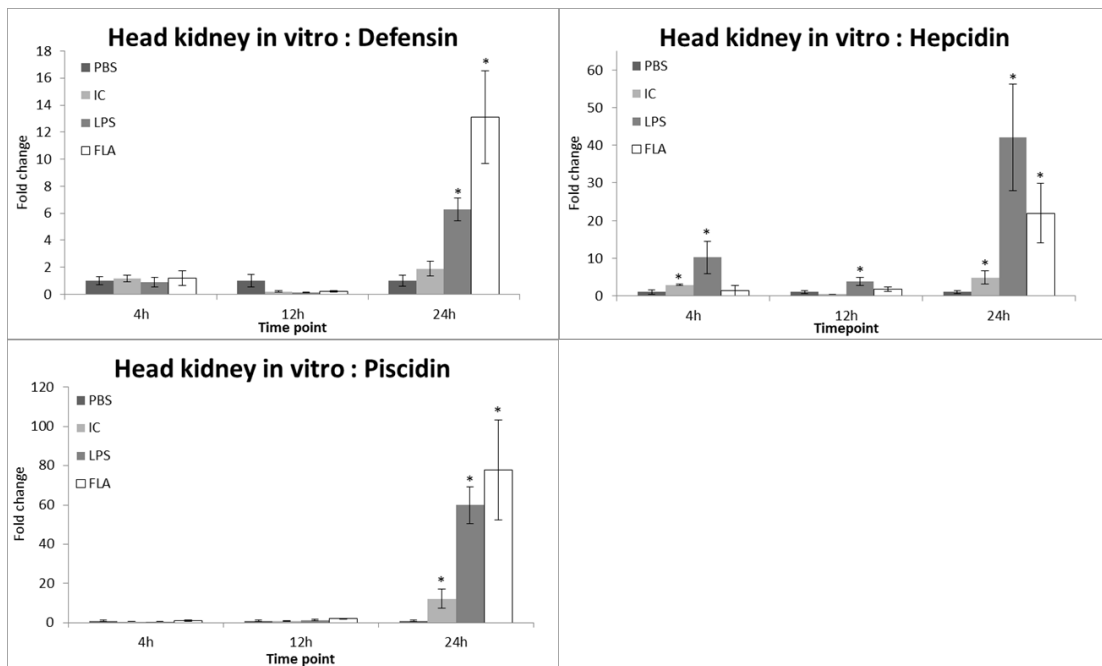 Head kidney in vitro : Defensin
18
16
14
12
10
8
6
4
2
0
Fold change
PBS
IC
LPS
FLA
*
*
4h
12h
24h
Time point
Head kidney in vitro : Hepcidin
60
50
40
30
20
10
0
Fold change
PBS
IC
LPS
FLA
*
*
*
*
*
*
4h
12h
24h
Timepoint
Head kidney in vitro : Piscidin
120
100
80
60
40
20
0
Fold change
PBS
IC
LPS
FLA
*
*
*
4h
12h
24h
Time point